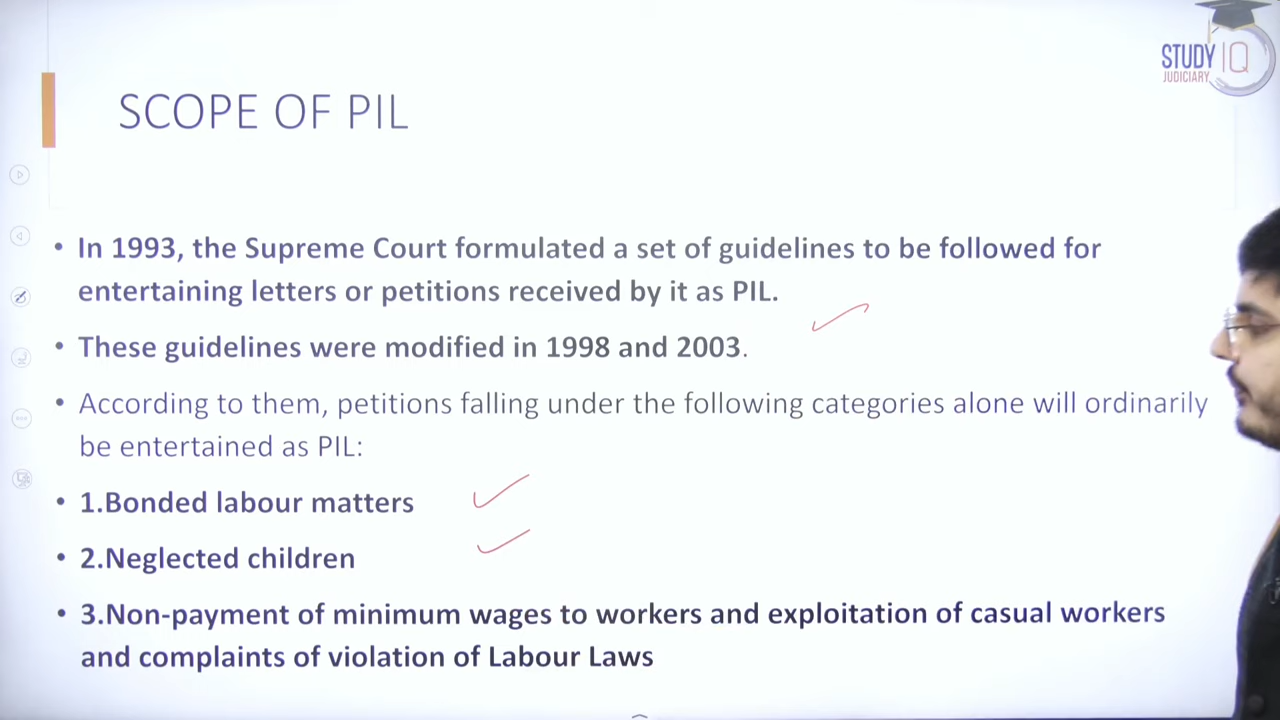 STUDY IQ
JUDICIARY
SCOPE OF PIL
• In 1993, the Supreme Court formulated a set of guidelines to be followed for
entertaining letters or petitions received by it as PIL.
• These guidelines were modified in 1998 and 2003.
• According to them, petitions falling under the following categories alone will ordinarily
be entertained as PIL:
• 1.Bonded labour matters
• 2.Neglected children
• 3.Non-payment of minimum wages to workers and exploitation of casual workers
and complaints of violation of Labour Laws